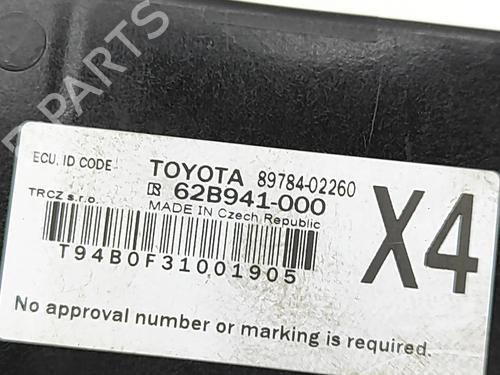 B-PARTS
ECU. ID CODE
TOYOTA 89784-02260
62B941-000
TRCZ s.r.o.
MADE IN Czech Republic
X4
T94B0F31001905
No approval number or marking is required.